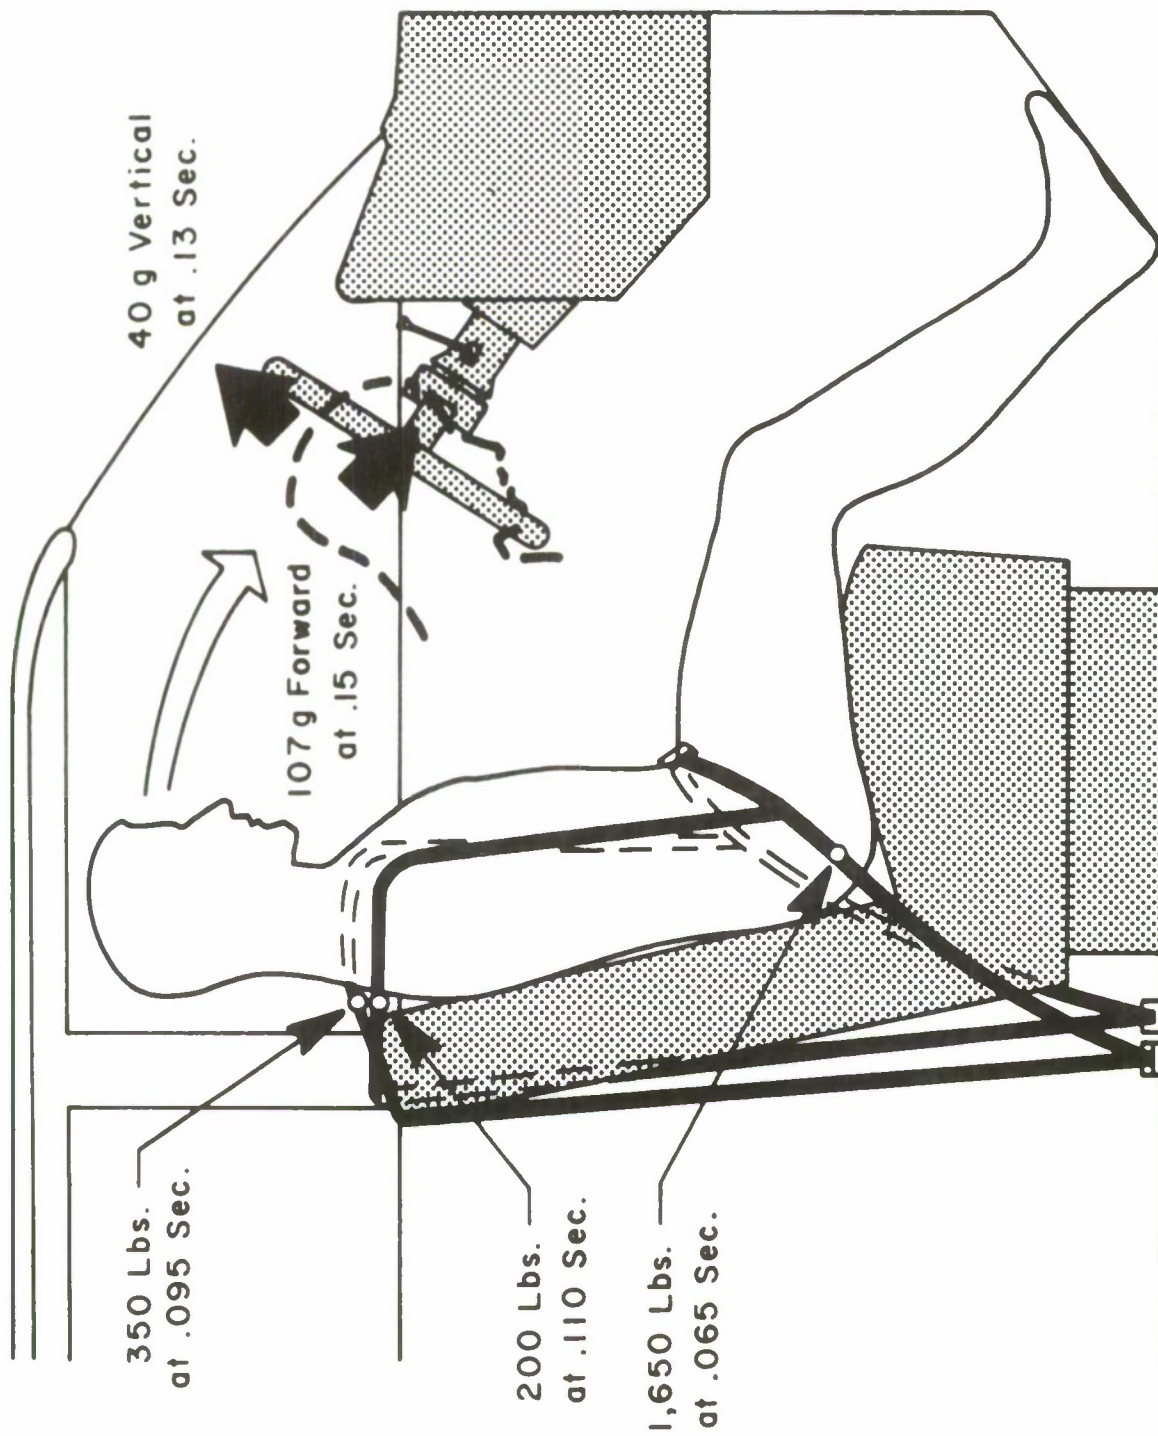 40 g Vertical
at .13 Sec.
107 g Forward
at .15 Sec.
350 Lbs.
at .095 Sec.
200 Lbs.
at .110 Sec.
1,650 Lbs.
at .065 Sec.